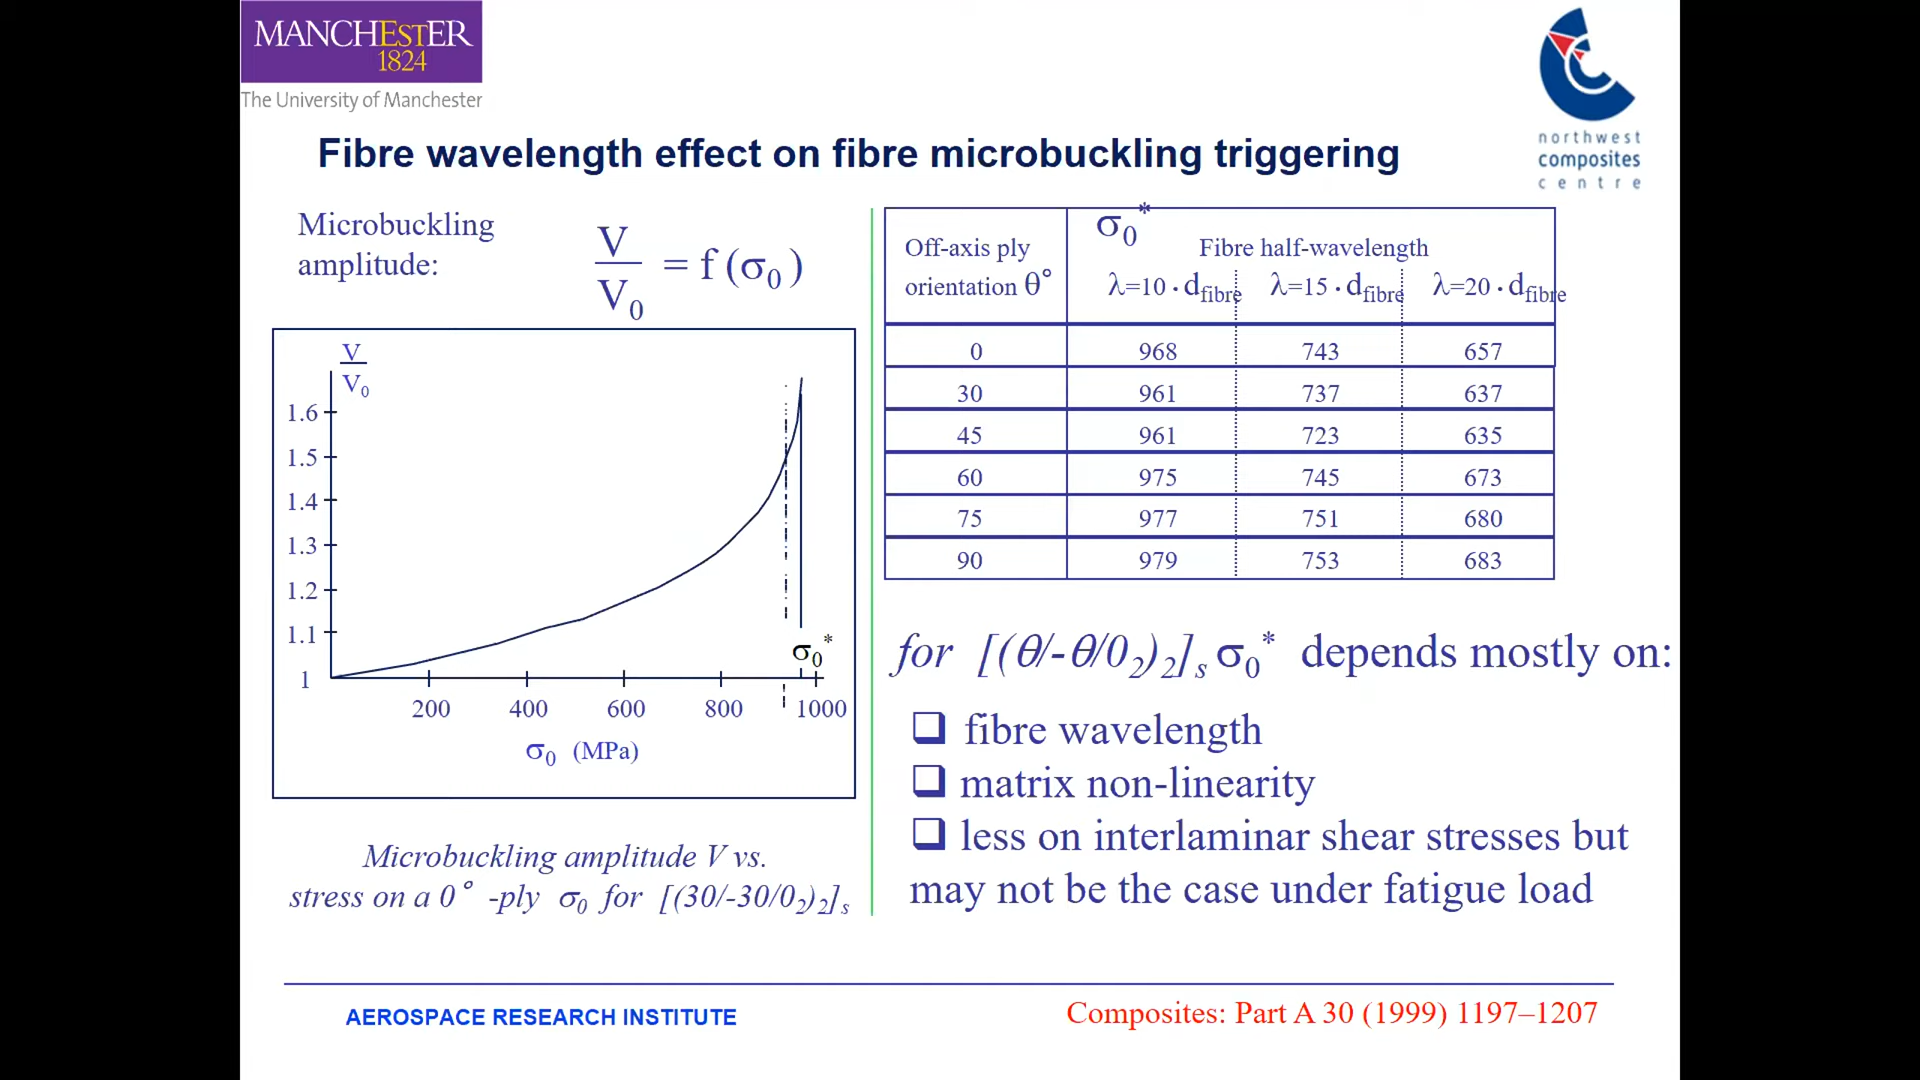 MANCHESTER
1824
The University of Manchester
northwest
composites
centre
Fibre wavelength effect on fibre microbuckling triggering
Microbuckling
amplitude:
V
V0
= f (σ0 )
V
V0
1.6
1.5
1.4
1.3
1.2
1.1
1
σ0*
200 400 600 800 1000
σ0 (MPa)
Microbuckling amplitude V vs.
stress on a 0° -ply σ0 for [(30/-30/02)2]s
σ0*
Off-axis ply Fibre half-wavelength
orientation θ° λ=10 · dfibre λ=15 · dfibre λ=20 · dfibre
0 968 743 657
30 961 737 637
45 961 723 635
60 975 745 673
75 977 751 680
90 979 753 683
for [(θ/-θ/02)2]s σ0* depends mostly on:
❑ fibre wavelength
❑ matrix non-linearity
❑ less on interlaminar shear stresses but
may not be the case under fatigue load
AEROSPACE RESEARCH INSTITUTE
Composites: Part A 30 (1999) 1197–1207